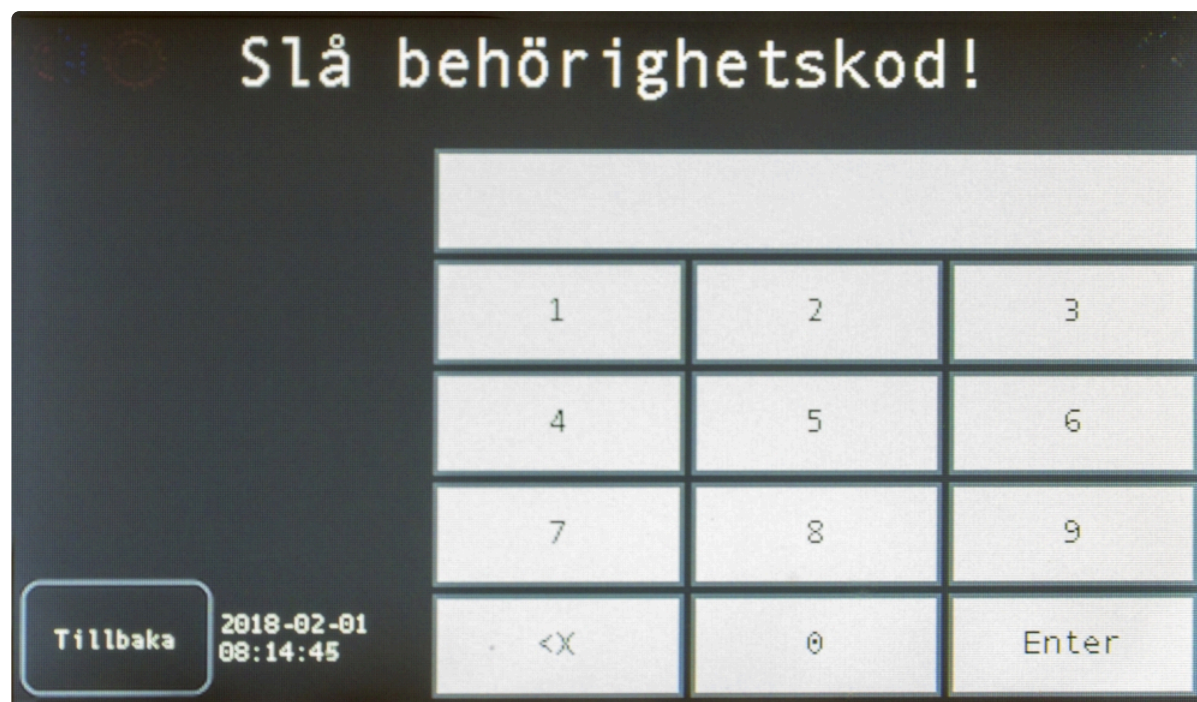 Slå behörighetskod!
1 2 3
4 5 6
7 8 9
<X 0 Enter
Tillbaka
2018-02-01
08:14:45